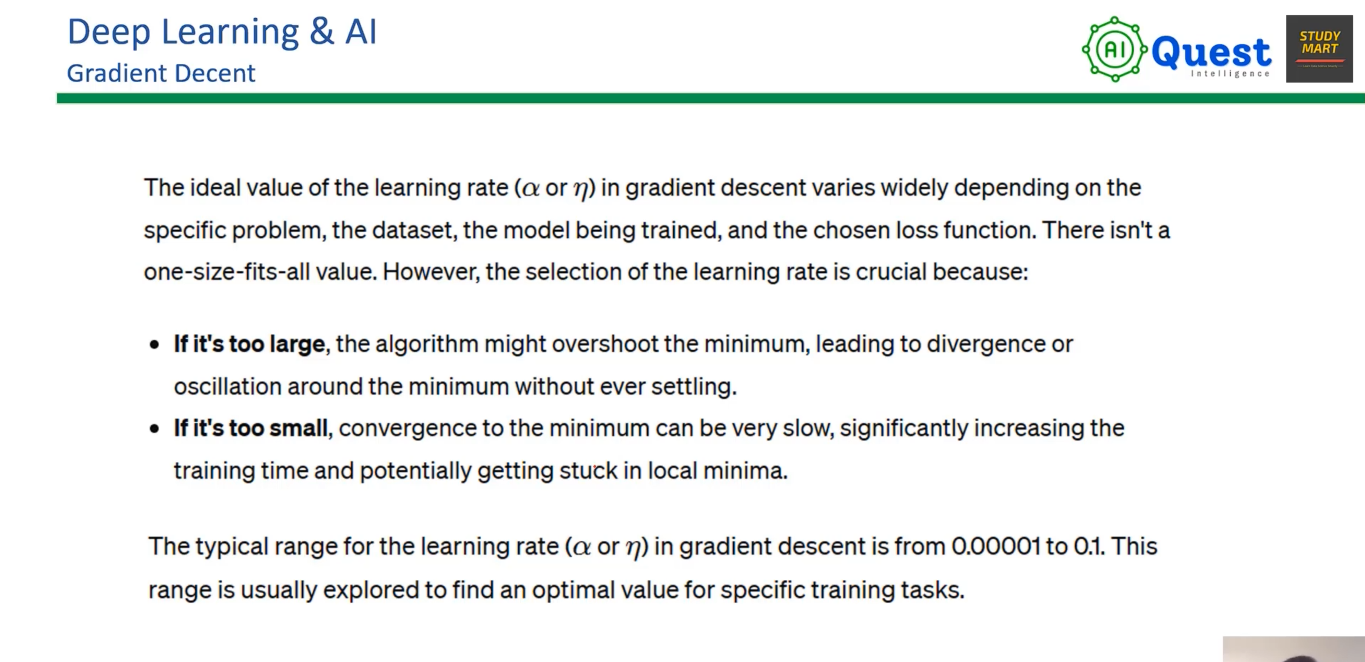 Deep Learning & AI
Gradient Decent
AI Quest
Intelligence
STUDY
MART
The ideal value of the learning rate (α or η) in gradient descent varies widely depending on the
specific problem, the dataset, the model being trained, and the chosen loss function. There isn't a
one-size-fits-all value. However, the selection of the learning rate is crucial because:
• If it's too large, the algorithm might overshoot the minimum, leading to divergence or
oscillation around the minimum without ever settling.
• If it's too small, convergence to the minimum can be very slow, significantly increasing the
training time and potentially getting stuck in local minima.
The typical range for the learning rate (α or η) in gradient descent is from 0.00001 to 0.1. This
range is usually explored to find an optimal value for specific training tasks.